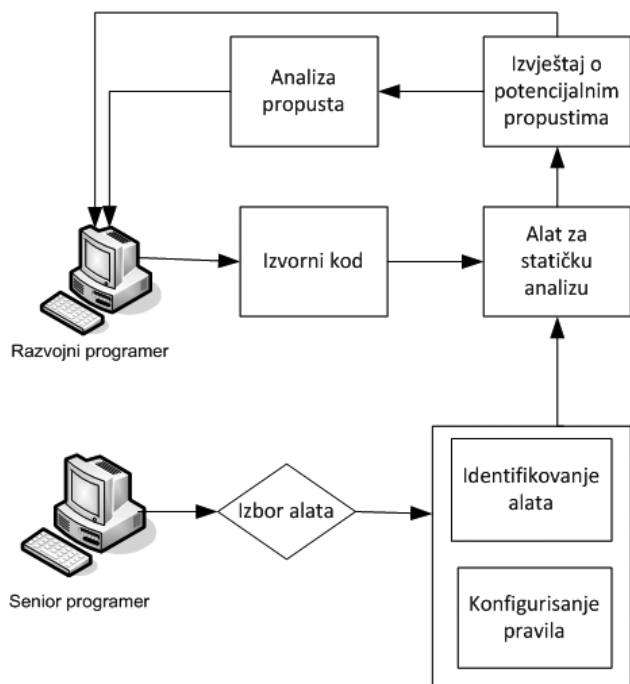 Analiza
propusta
Izvještaj o
potencijalnim
propustima
Izvorni kod
Alat za
statičku
analizu
Razvojni programer
Izbor alata
Identifikovanje
alata
Konfigurisanje
pravila
Senior programer